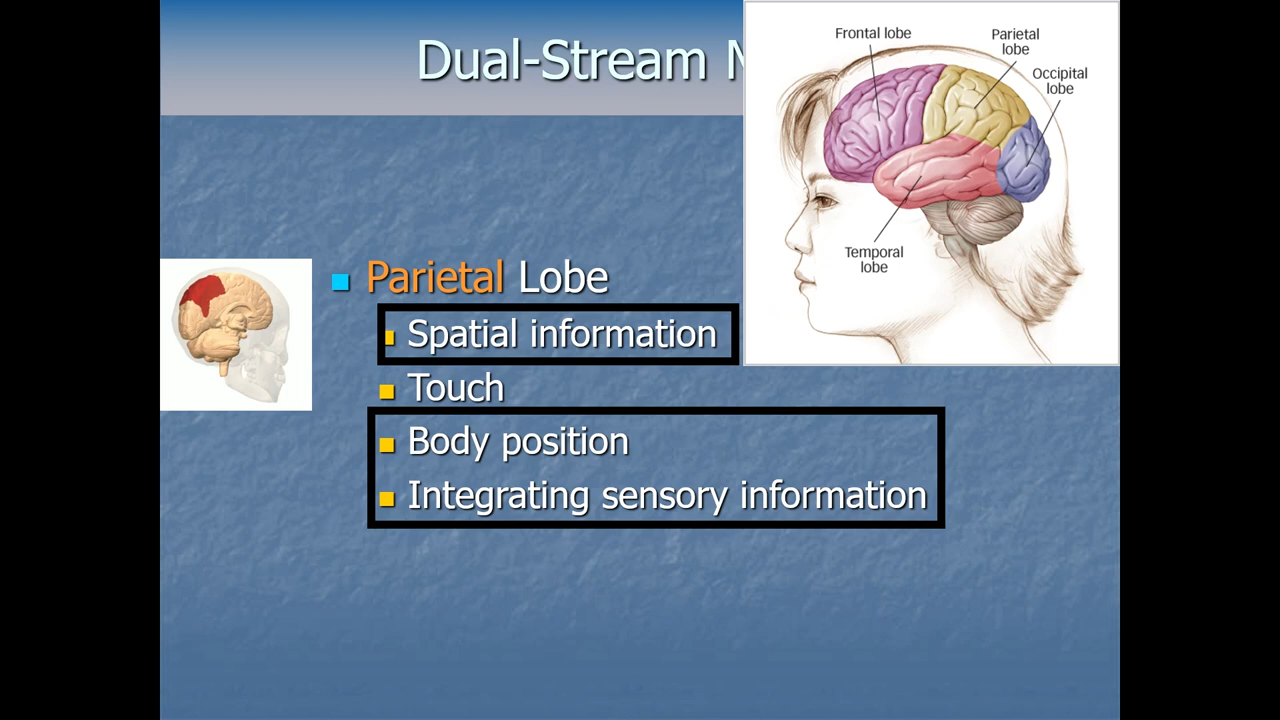 Dual-Stream
Frontal lobe
Parietal
lobe
Occipital
lobe
Temporal
lobe
Parietal Lobe
Spatial information
Touch
Body position
Integrating sensory information